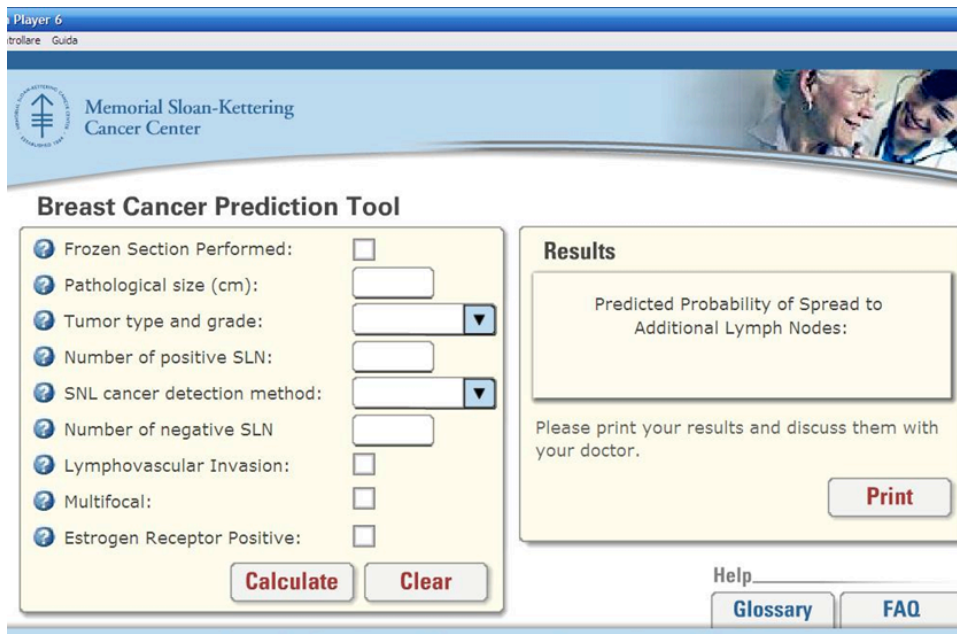 Player 6
Guida
Memorial Sloan-Kettering
Cancer Center
Breast Cancer Prediction Tool
Frozen Section Performed:
Pathological size (cm):
Tumor type and grade:
Number of positive SLN:
SNL cancer detection method:
Number of negative SLN
Lymphovascular Invasion:
Multifocal:
Estrogen Receptor Positive:
Calculate Clear
Results
Predicted Probability of Spread to
Additional Lymph Nodes:
Please print your results and discuss them with
your doctor.
Print
Help
Glossary FAQ